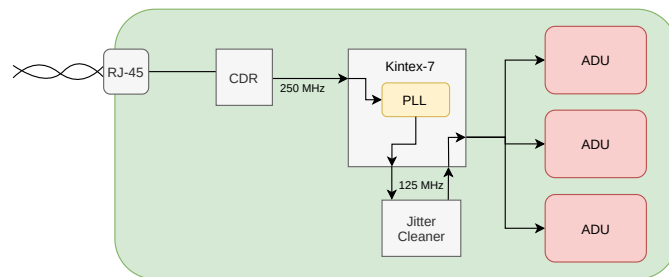 RJ-45
CDR
250 MHz
Kintex-7
PLL
125 MHz
Jitter
Cleaner
ADU
ADU
ADU